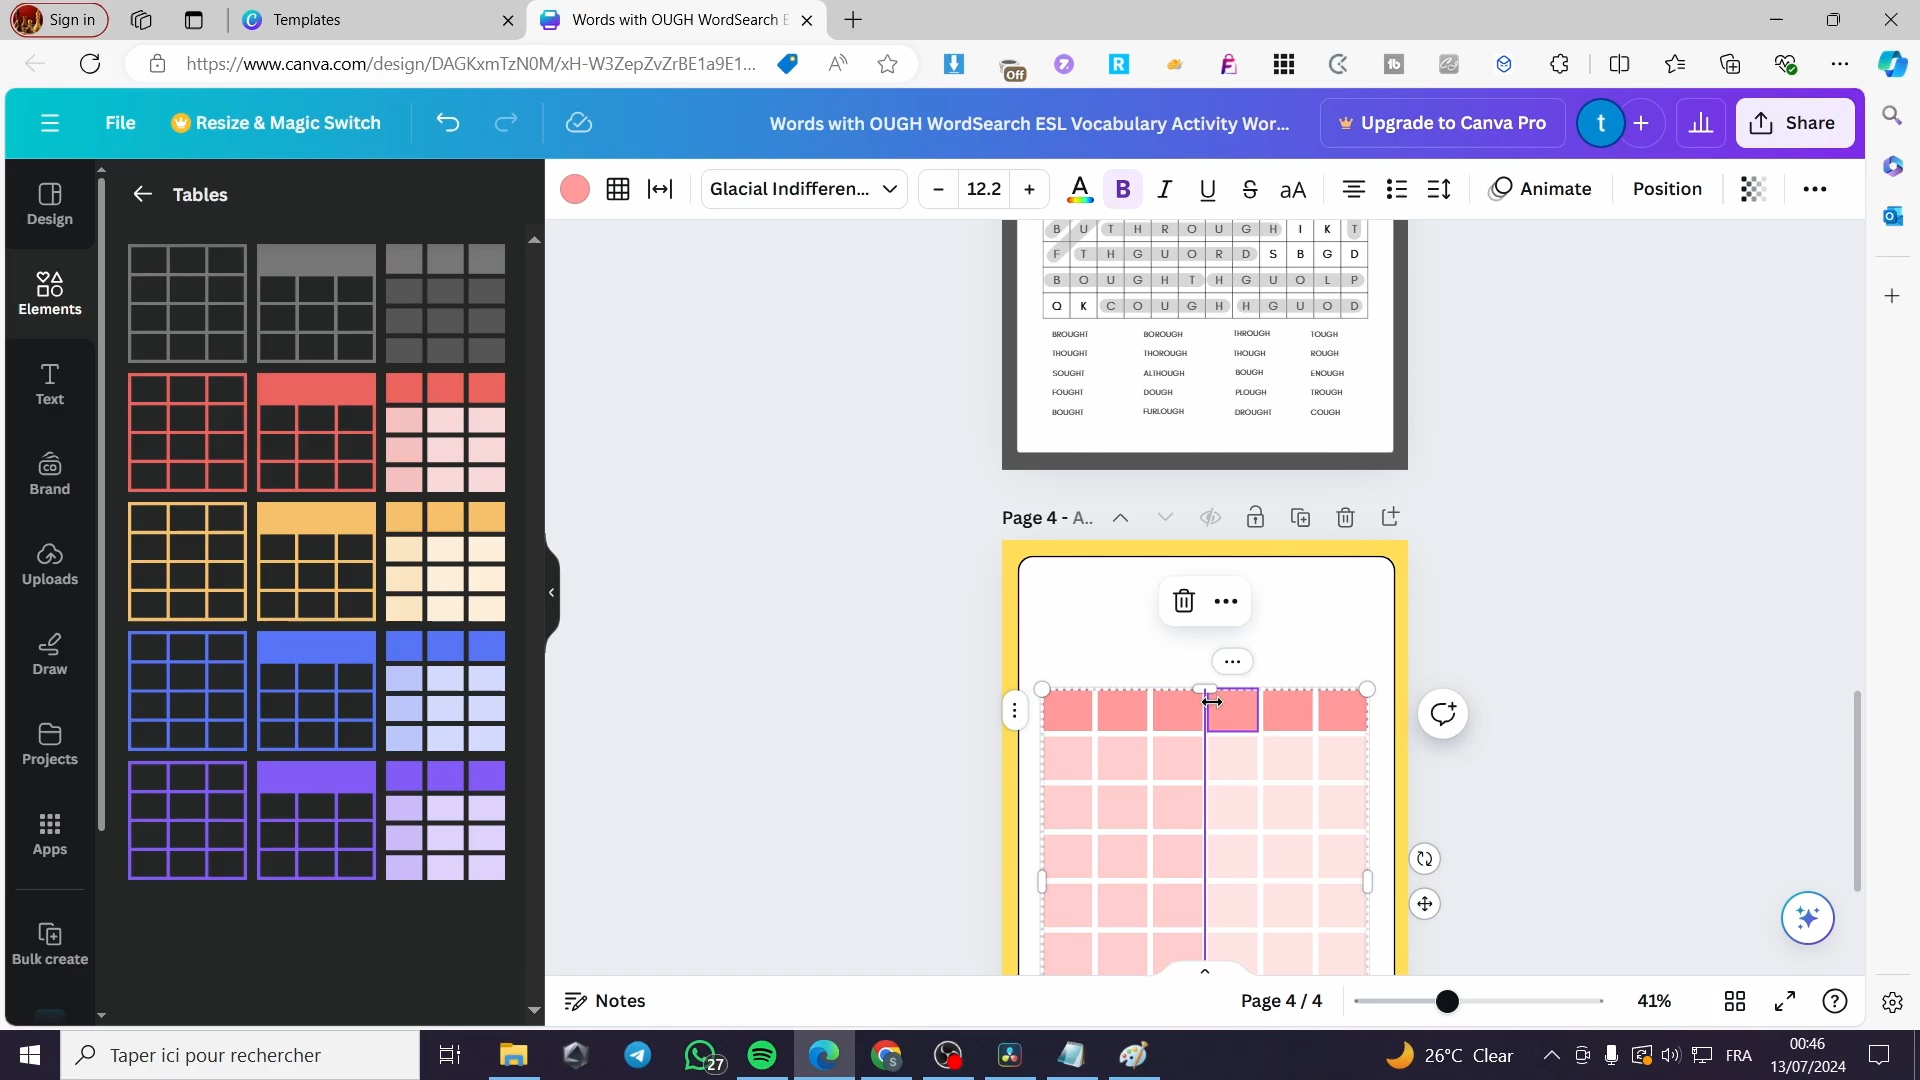 Sign in
Templates
Words with OUGH WordSearch E
https://www.canva.com/design/DAGKxmTzN0M/xH-W3ZepZvZrBE1a9E1...
Off
File
Resize & Magic Switch
Words with OUGH WordSearch ESL Vocabulary Activity Wor...
Upgrade to Canva Pro
t
Share
Design
Elements
Text
Brand
Uploads
Draw
Projects
Apps
Bulk create
Tables
Glacial Indifferen...
12.2
A
B
I
U
S
aA
Animate
Position
B U T H R O U G H I K T
F T H G U O R D S B G D
B O U G H T H G U O L P
Q K C O U G H H G U O D
BROUGHT BOROUGH THROUGH TOUGH
THOUGHT THOROUGH THOUGH ROUGH
SOUGHT ALTHOUGH BOUGH ENOUGH
FOUGHT DOUGH PLOUGH TROUGH
BOUGHT FURLOUGH DROUGHT COUGH
Page 4 - A..
Notes
Page 4 / 4
41%
Taper ici pour rechercher
27
26°C Clear
FRA
00:46
13/07/2024